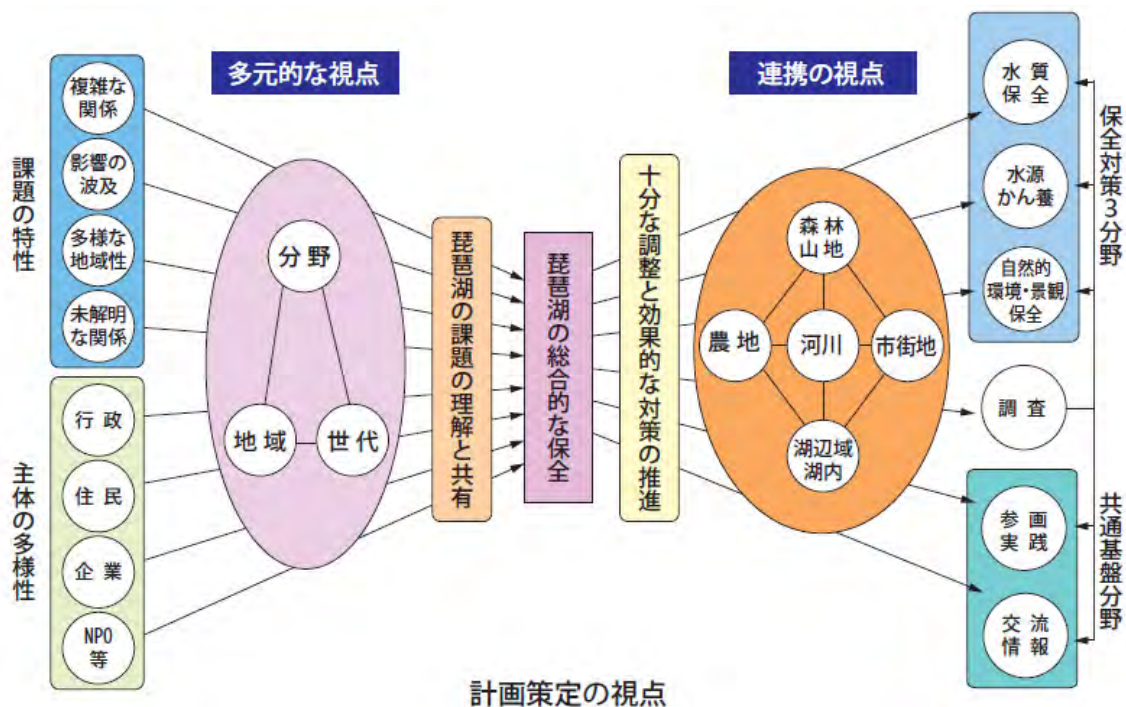 多元的な視点
連携の視点
課題の特性
複雑な
関係
影響の
波及
多様な
地域性
未解明
な関係
主体の多様性
行政
住民
企業
NPO
等
分野
地域
世代
琵琶湖の課題の理解と共有
琵琶湖の総合的な保全
十分な調整と効果的な対策の推進
森林
山地
農地
河川
市街地
湖辺域
湖内
水質
保全
水源
かん養
自然的
環境・景観
保全
保全対策3分野
調査
参画
実践
交流
情報
共通基盤分野
計画策定の視点